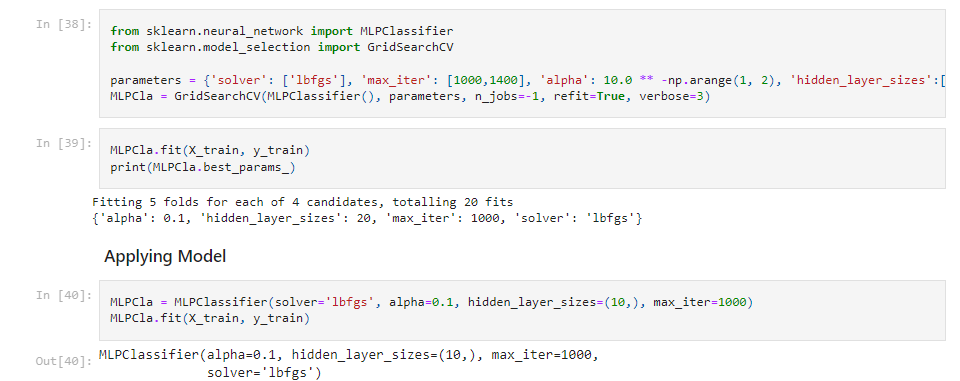 In [38]:
from sklearn.neural_network import MLPClassifier
from sklearn.model_selection import GridSearchCV
parameters = {'solver': ['lbfgs'], 'max_iter': [1000,1400], 'alpha': 10.0 ** -np.arange(1, 2), 'hidden_layer_sizes':[
MLPCla = GridSearchCV(MLPClassifier(), parameters, n_jobs=-1, refit=True, verbose=3)
In [39]:
MLPCla.fit(X_train, y_train)
print(MLPCla.best_params_)
Fitting 5 folds for each of 4 candidates, totalling 20 fits
{'alpha': 0.1, 'hidden_layer_sizes': 20, 'max_iter': 1000, 'solver': 'lbfgs'}
Applying Model
In [40]:
MLPCla = MLPClassifier(solver='lbfgs', alpha=0.1, hidden_layer_sizes=(10,), max_iter=1000)
MLPCla.fit(X_train, y_train)
Out[40]:
MLPClassifier(alpha=0.1, hidden_layer_sizes=(10,), max_iter=1000,
solver='lbfgs')